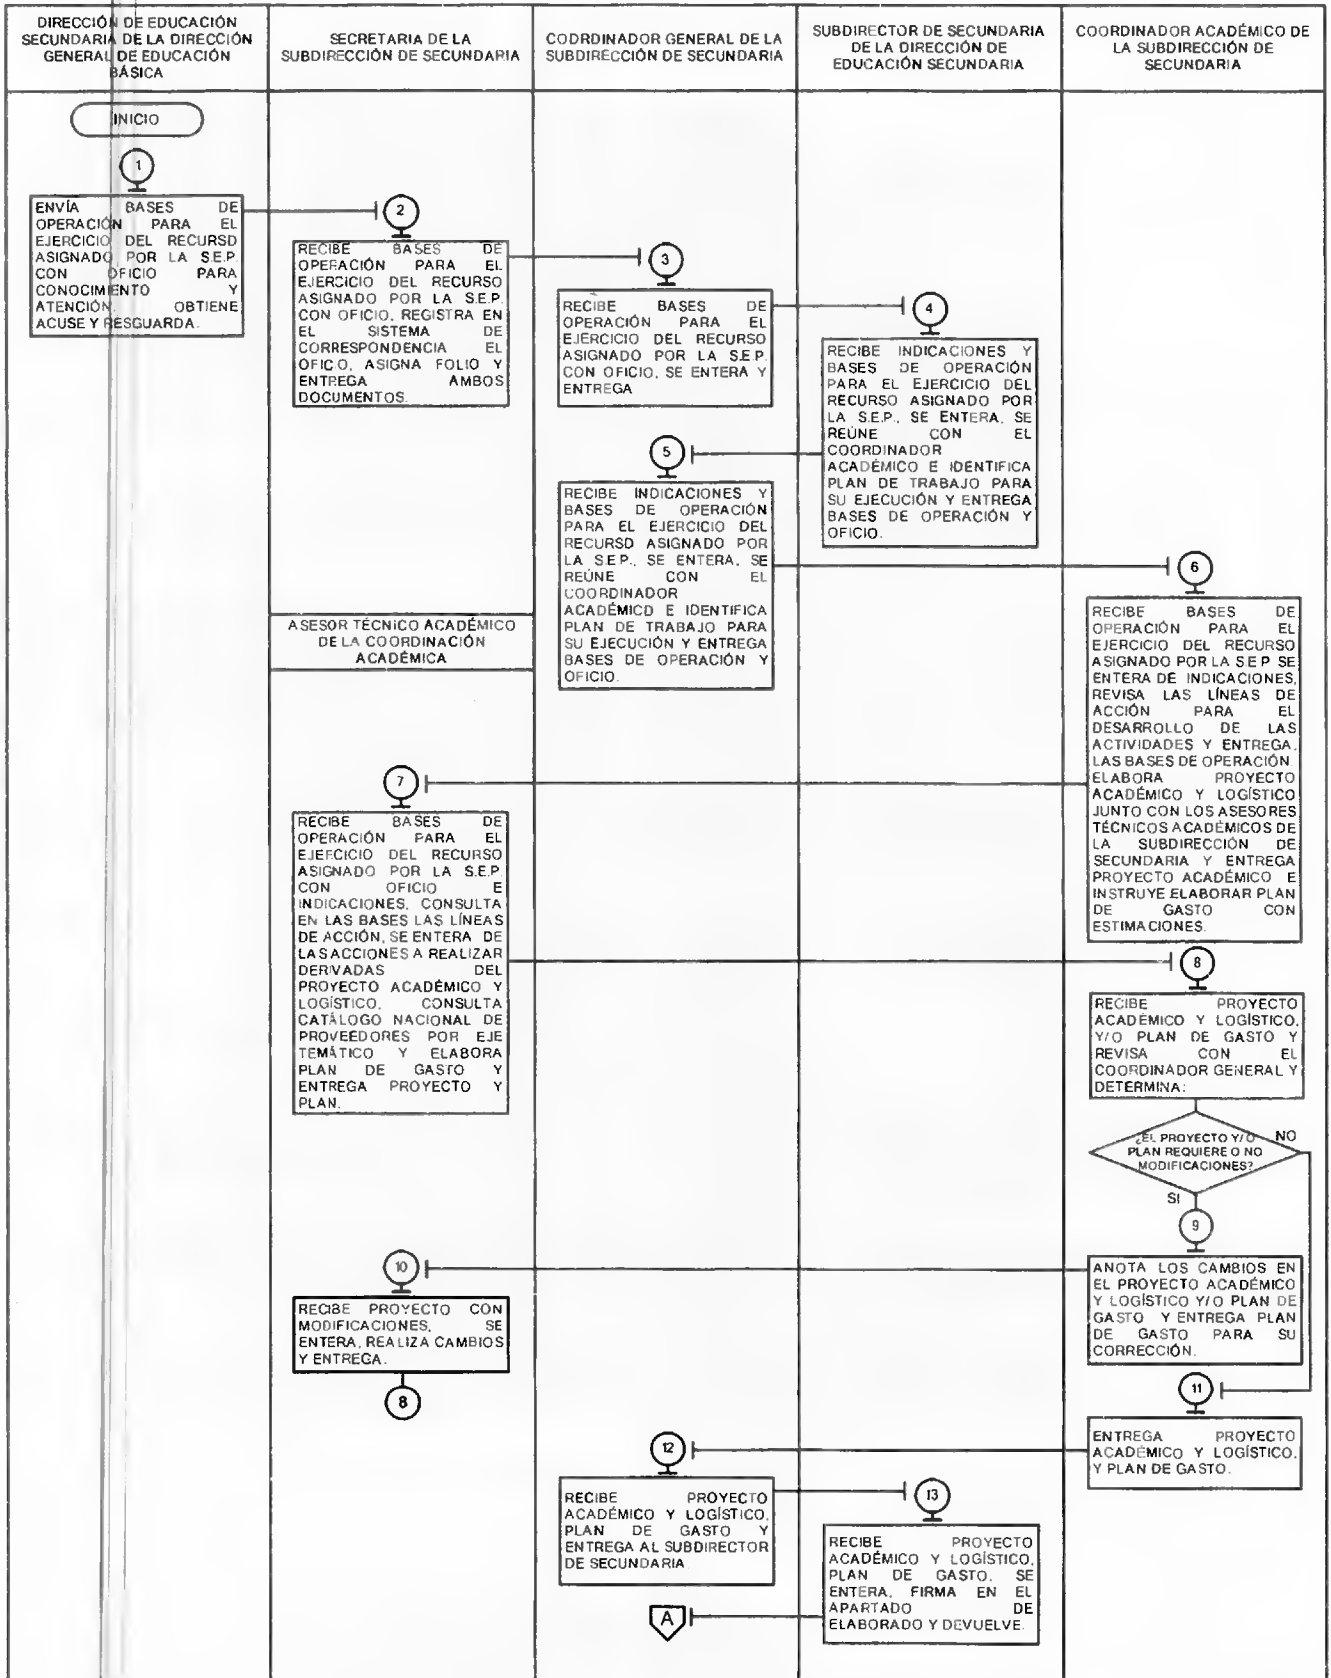 DIRECCIÓN DE EDUCACIÓN
SECUNDARIA DE LA DIRECCIÓN
GENERAL DE EDUCACIÓN
BÁSICA
SECRETARIA DE LA
SUBDIRECCIÓN DE SECUNDARIA
COORDINADOR GENERAL DE LA
SUBDIRECCIÓN DE SECUNDARIA
SUBDIRECTOR DE SECUNDARIA
DE LA DIRECCIÓN DE
EDUCACIÓN SECUNDARIA
COORDINADOR ACADÉMICO DE
LA SUBDIRECCIÓN DE
SECUNDARIA
INICIO
1
ENVÍA BASES DE
OPERACIÓN PARA EL
EJERCICIO DEL RECURSO
ASIGNADO POR LA S.E.P.
CON OFICIO PARA
CONOCIMIENTO Y
ATENCIÓN, OBTIENE
ACUSE Y RESGUARDA.
2
RECIBE BASES DE
OPERACIÓN PARA EL
EJERCICIO DEL RECURSO
ASIGNADO POR LA S.E.P.
CON OFICIO, REGISTRA EN
EL SISTEMA DE
CORRESPONDENCIA EL
OFICIO, ASIGNA FOLIO Y
ENTREGA AMBOS
DOCUMENTOS.
3
RECIBE BASES DE
OPERACIÓN PARA EL
EJERCICIO DEL RECURSO
ASIGNADO POR LA S.E.P.
CON OFICIO, SE ENTERA Y
ENTREGA
4
RECIBE INDICACIONES Y
BASES DE OPERACIÓN
PARA EL EJERCICIO DEL
RECURSO ASIGNADO POR
LA S.E.P., SE ENTERA, SE
REÚNE CON EL
COORDINADOR
ACADÉMICO E IDENTIFICA
PLAN DE TRABAJO PARA
SU EJECUCIÓN Y ENTREGA
BASES DE OPERACIÓN Y
OFICIO.
5
RECIBE INDICACIONES Y
BASES DE OPERACIÓN
PARA EL EJERCICIO DEL
RECURSO ASIGNADO POR
LA S.E.P., SE ENTERA, SE
REÚNE CON EL
COORDINADOR
ACADÉMICO E IDENTIFICA
PLAN DE TRABAJO PARA
SU EJECUCIÓN Y ENTREGA
BASES DE OPERACIÓN Y
OFICIO.
6
RECIBE BASES DE
OPERACIÓN PARA EL
EJERCICIO DEL RECURSO
ASIGNADO POR LA S.E.P SE
ENTERA DE INDICACIONES,
REVISA LAS LÍNEAS DE
ACCIÓN PARA EL
DESARROLLO DE LAS
ACTIVIDADES Y ENTREGA.
LAS BASES DE OPERACIÓN
ELABORA PROYECTO
ACADÉMICO Y LOGÍSTICO
JUNTO CON LOS ASESORES
TÉCNICOS ACADÉMICOS DE
LA SUBDIRECCIÓN DE
SECUNDARIA Y ENTREGA
PROYECTO ACADÉMICO E
INSTRUYE ELABORAR PLAN
DE GASTO CON
ESTIMACIONES.
ASESOR TÉCNICO ACADÉMICO
DE LA COORDINACIÓN
ACADÉMICA
7
RECIBE BASES DE
OPERACIÓN PARA EL
EJERCICIO DEL RECURSO
ASIGNADO POR LA S.E.P.
CON OFICIO E
INDICACIONES, CONSULTA
EN LAS BASES LAS LÍNEAS
DE ACCIÓN, SE ENTERA DE
LAS ACCIONES A REALIZAR
DERIVADAS DEL
PROYECTO ACADÉMICO Y
LOGÍSTICO, CONSULTA
CATÁLOGO NACIONAL DE
PROVEEDORES POR EJE
TEMÁTICO Y ELABORA
PLAN DE GASTO Y
ENTREGA PROYECTO Y
PLAN.
8
RECIBE PROYECTO
ACADÉMICO Y LOGÍSTICO,
Y/O PLAN DE GASTO Y
REVISA CON EL
COORDINADOR GENERAL Y
DETERMINA:
¿EL PROYECTO Y/O
PLAN REQUIERE O NO
MODIFICACIONES?
NO
SI
9
ANOTA LOS CAMBIOS EN
EL PROYECTO ACADÉMICO
Y LOGÍSTICO Y/O PLAN DE
GASTO Y ENTREGA PLAN
DE GASTO PARA SU
CORRECCIÓN.
10
RECIBE PROYECTO CON
MODIFICACIONES, SE
ENTERA, REALIZA CAMBIOS
Y ENTREGA.
8
11
ENTREGA PROYECTO
ACADÉMICO Y LOGÍSTICO,
Y PLAN DE GASTO.
12
RECIBE PROYECTO
ACADÉMICO Y LOGÍSTICO,
PLAN DE GASTO Y
ENTREGA AL SUBDIRECTOR
DE SECUNDARIA
13
RECIBE PROYECTO
ACADÉMICO Y LOGÍSTICO,
PLAN DE GASTO, SE
ENTERA, FIRMA EN EL
APARTADO DE
ELABORADO Y DEVUELVE.
A